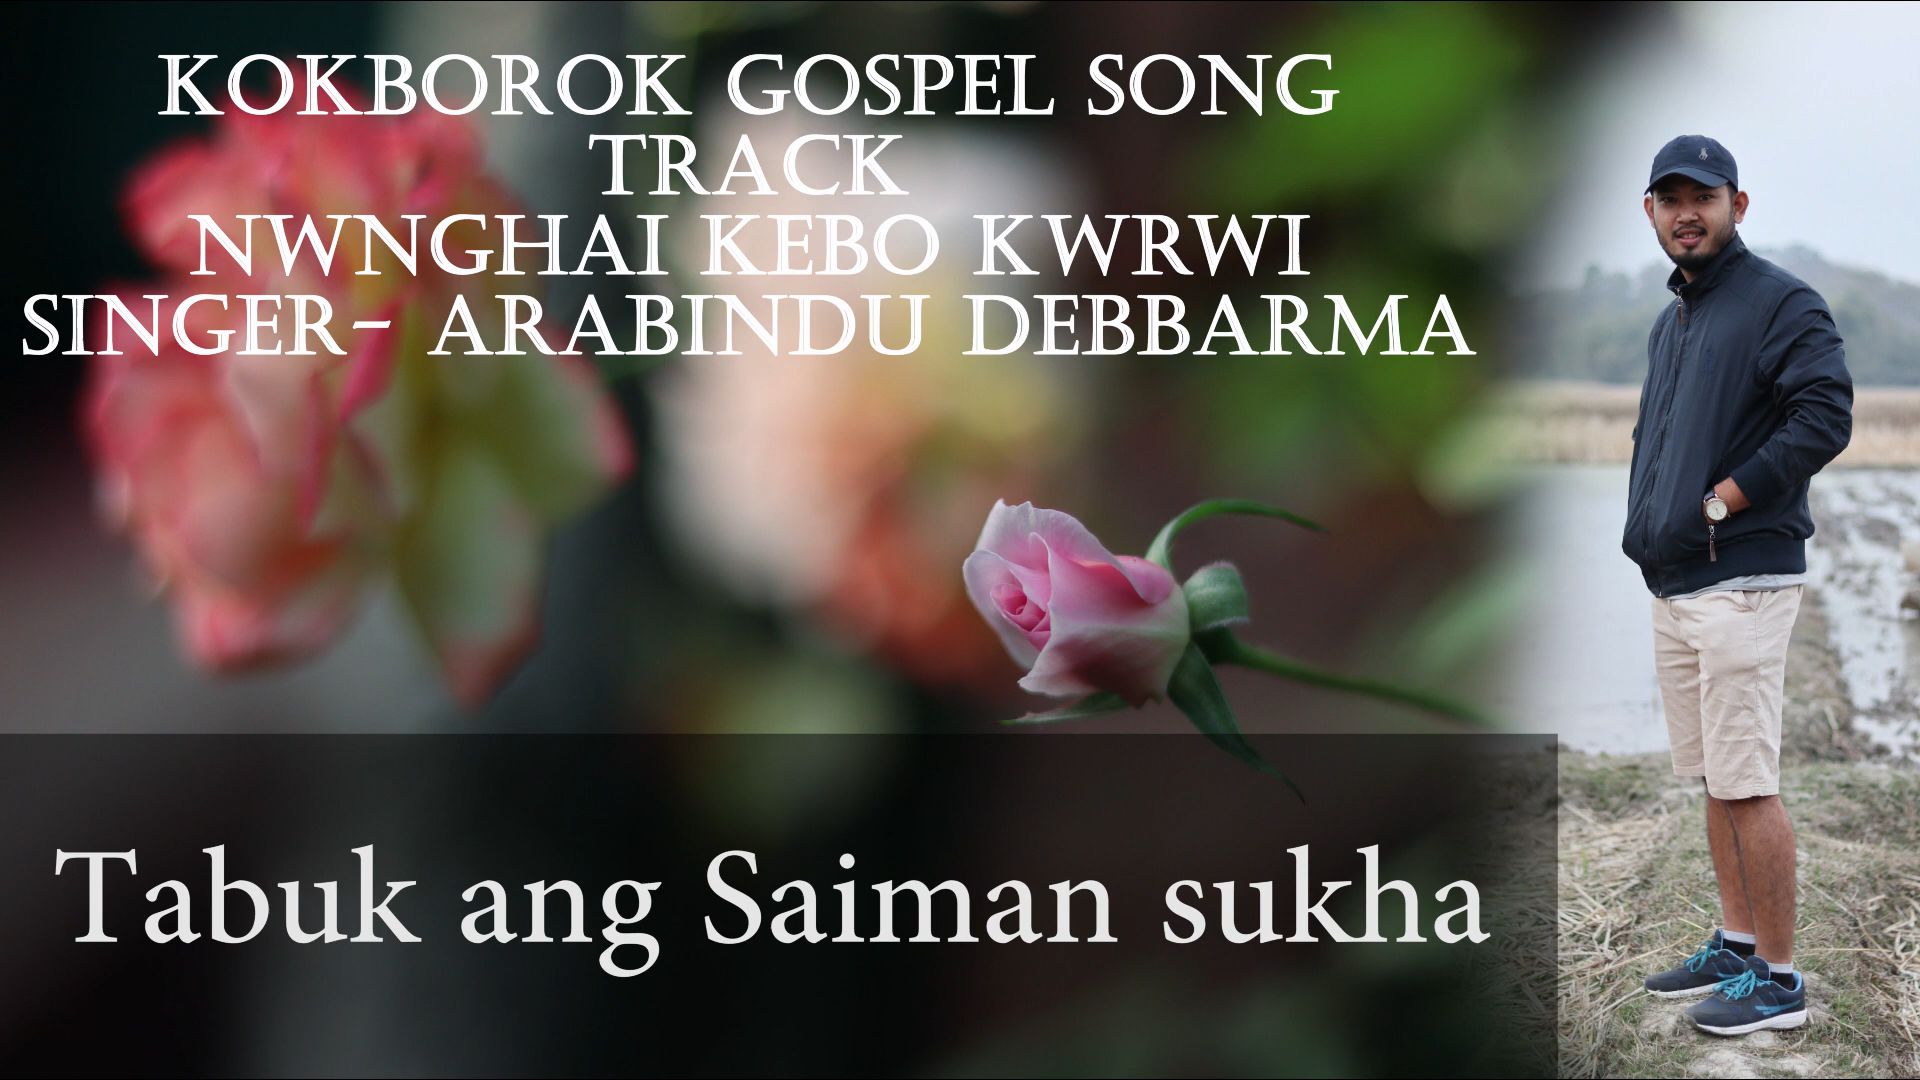 KOKBOROK GOSPEL SONG
TRACK
NWNGHAI KEBO KWRWI
SINGER- ARABINDU DEBBARMA
Tabuk ang Saiman sukha